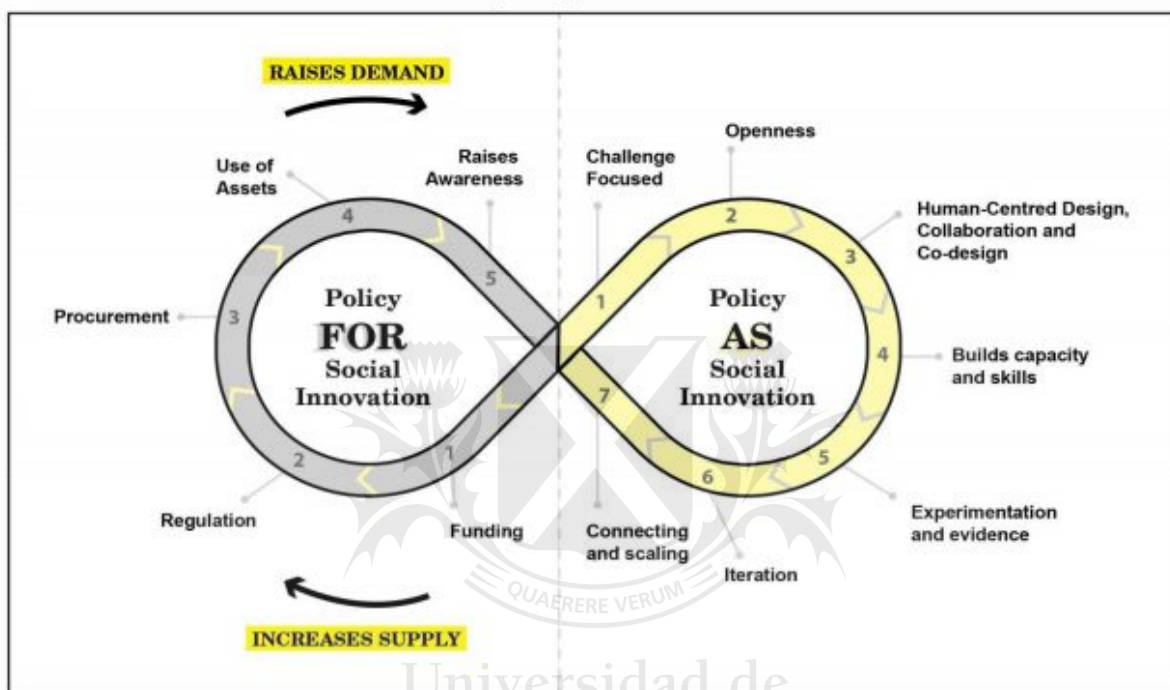 RAISES DEMAND
Use of
Assets
Raises
Awareness
Challenge
Focused
Openness
Human-Centred Design,
Collaboration and
Co-design
4
2
3
5
1
3
4
Procurement
Policy
FOR
Social
Innovation
Policy
AS
Social
Innovation
Builds capacity
and skills
2
1
7
6
5
Regulation
Funding
Connecting
and scaling
Iteration
Experimentation
and evidence
QUAERERE VERUM
INCREASES SUPPLY
Universidad de